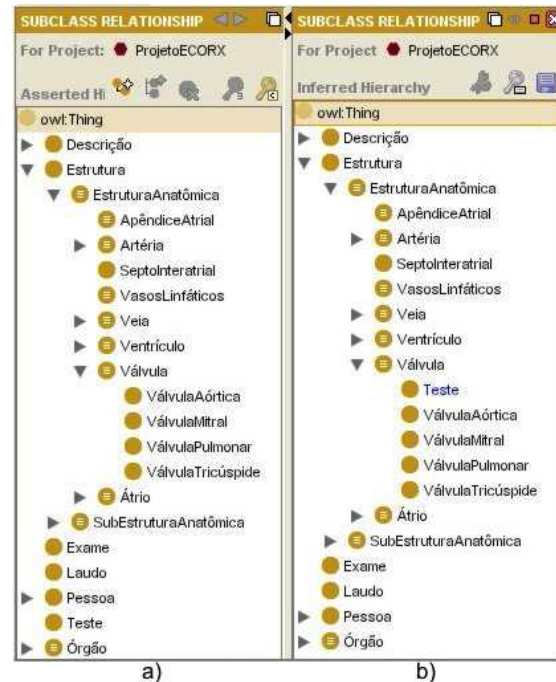 SUBCLASS RELATIONSHIP
For Project: ProjetoECORX
Asserted Hi
owl:Thing
Descrição
Estrutura
EstruturaAnatômica
ApêndiceAtrial
Artéria
SeptoInteratrial
VasosLinfáticos
Veia
Ventrículo
Válvula
VálvulaAórtica
VálvulaMitral
VálvulaPulmonar
VálvulaTricúspide
Átrio
SubEstruturaAnatômica
Exame
Laudo
Pessoa
Teste
Órgão
a)
SUBCLASS RELATIONSHIP
For Project ProjetoECORX
Inferred Hierarchy
owl:Thing
Descrição
Estrutura
EstruturaAnatômica
ApêndiceAtrial
Artéria
SeptoInteratrial
VasosLinfáticos
Veia
Ventrículo
Válvula
Teste
VálvulaAórtica
VálvulaMitral
VálvulaPulmonar
VálvulaTricúspide
Átrio
SubEstruturaAnatômica
Exame
Laudo
Pessoa
Órgão
b)